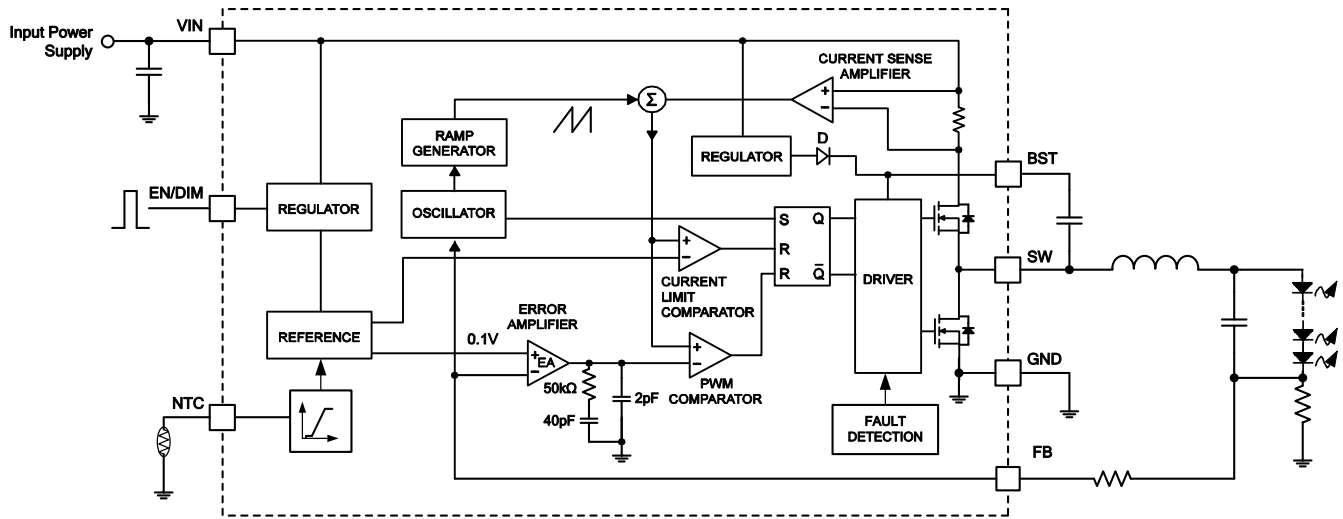 Input Power
Supply
VIN
CURRENT SENSE
AMPLIFIER
+
−
Σ
RAMP
GENERATOR
REGULATOR
D
BST
EN/DIM
REGULATOR
OSCILLATOR
S
Q
R
R
Q̅
+
−
CURRENT
LIMIT
COMPARATOR
DRIVER
SW
REFERENCE
ERROR
AMPLIFIER
0.1V
+
EA
−
50kΩ
40pF
2pF
+
−
PWM
COMPARATOR
GND
NTC
FAULT
DETECTION
FB